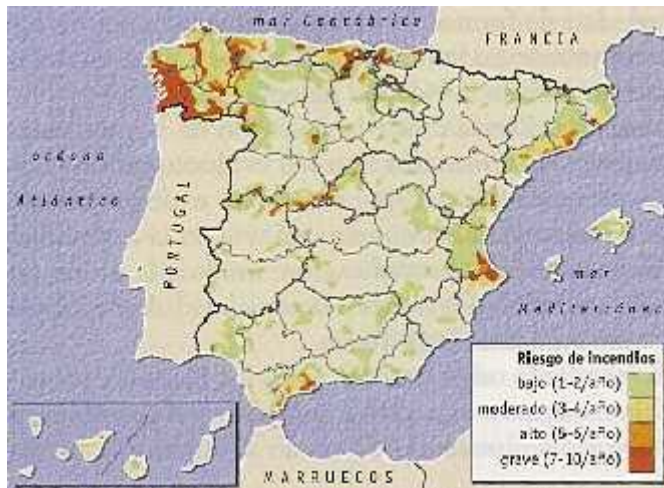 mar Cantábrico
FRANCIA
océano
Atlántico
PORTUGAL
mar
Mediterráneo
Riesgo de incendios
bajo (1-2/año)
moderado (3-4/año)
alto (5-6/año)
grave (7-10/año)
MARRUECOS